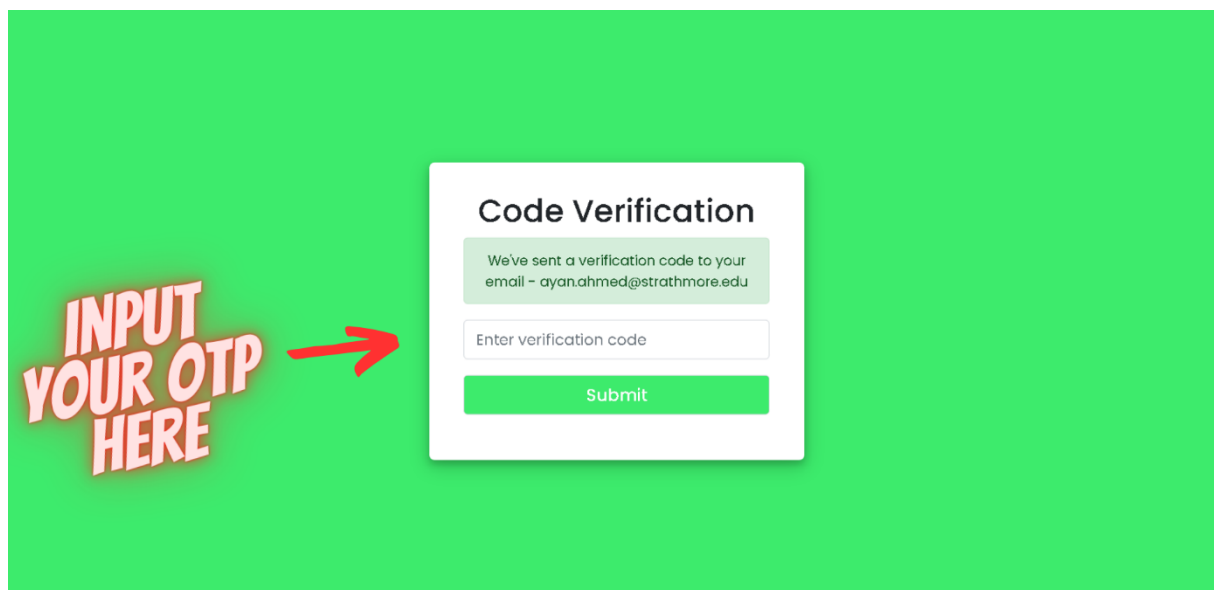 Code Verification
We've sent a verification code to your
email - ayan.ahmed@strathmore.edu
INPUT
YOUR OTP
HERE
Enter verification code
Submit